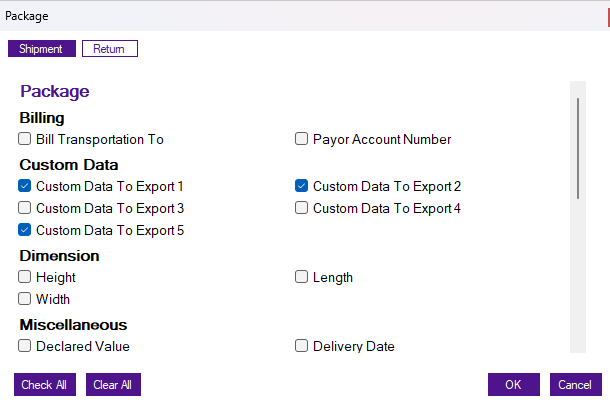 Package
Shipment Return
Package
Billing
Bill Transportation To Payor Account Number
Custom Data
Custom Data To Export 1 Custom Data To Export 2
Custom Data To Export 3 Custom Data To Export 4
Custom Data To Export 5
Dimension
Height Length
Width
Miscellaneous
Declared Value Delivery Date
Check All Clear All OK Cancel